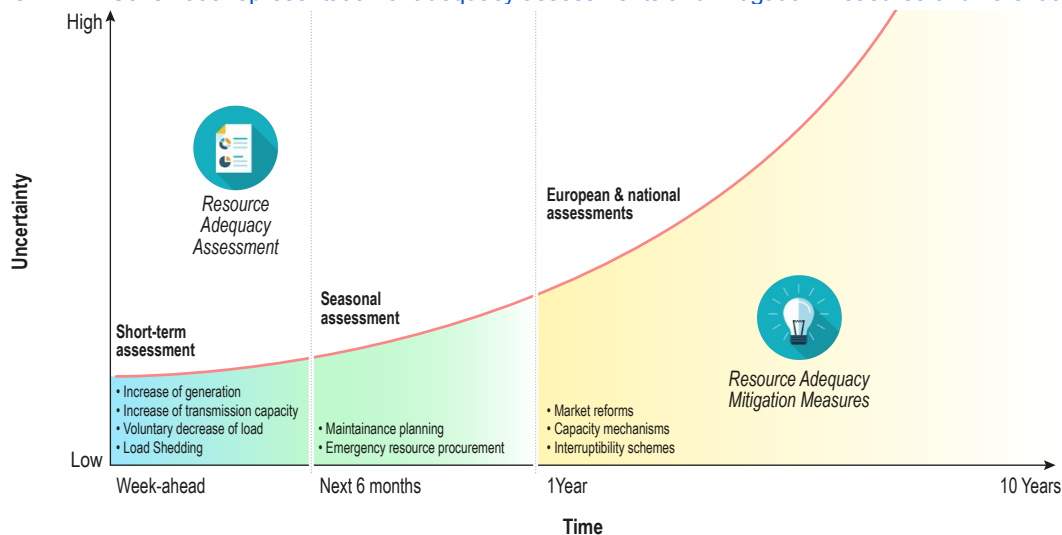 High
Uncertainty
Low
Resource
Adequacy
Assessment
Short-term
assessment
• Increase of generation
• Increase of transmission capacity
• Voluntary decrease of load
• Load Shedding
Seasonal
assessment
• Maintainance planning
• Emergency resource procurement
European & national
assessments
• Market reforms
• Capacity mechanisms
• Interruptibility schemes
Resource Adequacy
Mitigation Measures
Week-ahead
Next 6 months
1Year
10 Years
Time